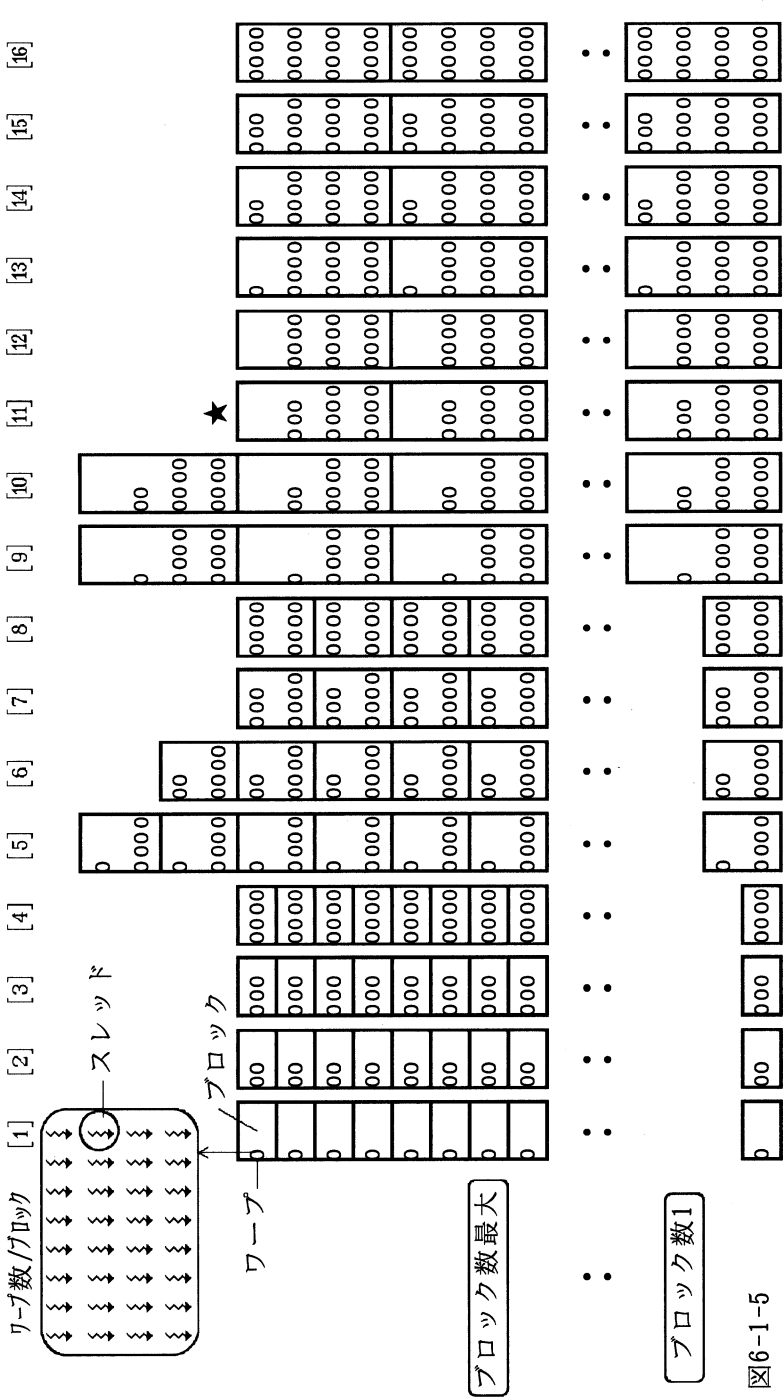 ワープ数/ブロック
[1]
[2]
[3]
[4]
[5]
[6]
[7]
[8]
[9]
[10]
[11]
[12]
[13]
[14]
[15]
[16]
スレッド
ワープ
ブロック
★
ブロック数最大
ブロック数1
図6-1-5